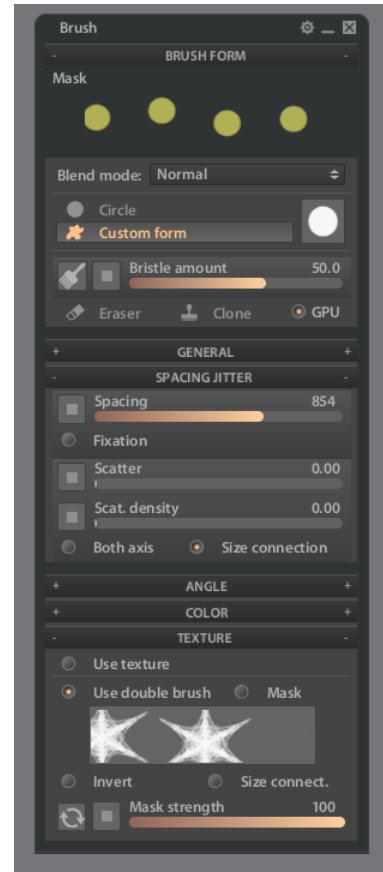 Brush
- BRUSH FORM -
Mask
Blend mode: Normal
Circle
Custom form
Bristle amount 50.0
Eraser Clone GPU
+ GENERAL +
- SPACING JITTER -
Spacing 854
Fixation
Scatter 0.00
Scat. density 0.00
Both axis Size connection
+ ANGLE +
+ COLOR +
- TEXTURE -
Use texture
Use double brush Mask
Invert Size connect.
Mask strength 100